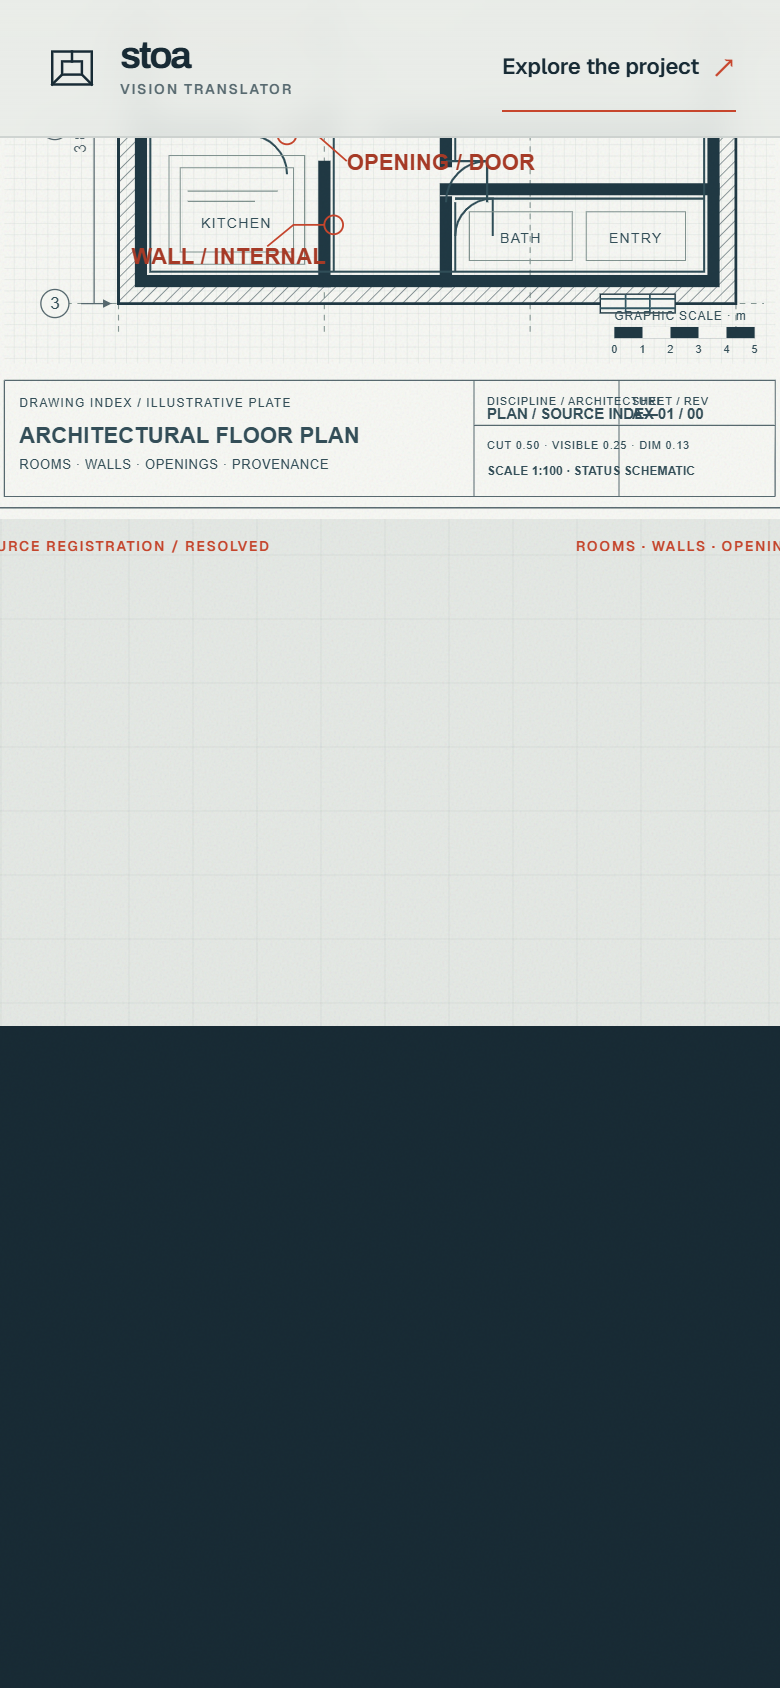 stoa
VISION TRANSLATOR
Explore the project ↗
OPENING / DOOR
KITCHEN
BATH
ENTRY
WALL / INTERNAL
3
GRAPHIC SCALE · m
0 1 2 3 4 5
DRAWING INDEX / ILLUSTRATIVE PLATE
ARCHITECTURAL FLOOR PLAN
ROOMS · WALLS · OPENINGS · PROVENANCE
DISCIPLINE / ARCHITECTURE
SHEET / REV
PLAN / SOURCE INDEX
A–01 / 00
CUT 0.50 · VISIBLE 0.25 · DIM 0.13
SCALE 1:100 · STATUS SCHEMATIC
URCE REGISTRATION / RESOLVED
ROOMS · WALLS · OPENIN